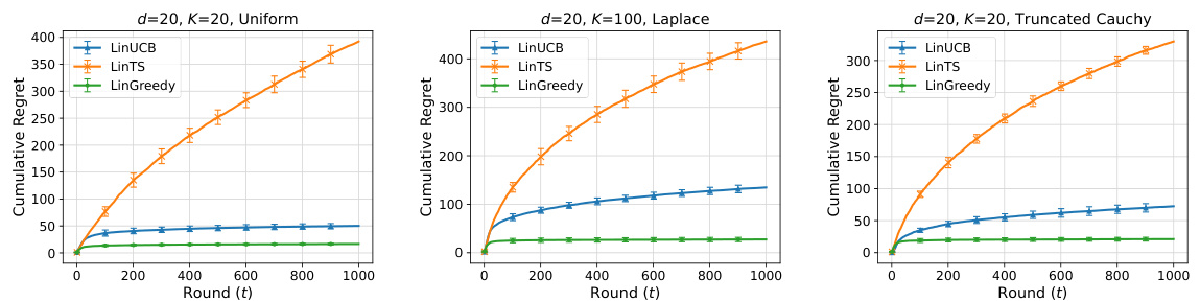 d=20, K=20, Uniform
Cumulative Regret
400
350
300
250
200
150
100
50
0
LinUCB
LinTS
LinGreedy
0 200 400 600 800 1000
Round (t)
d=20, K=100, Laplace
Cumulative Regret
400
300
200
100
0
LinUCB
LinTS
LinGreedy
0 200 400 600 800 1000
Round (t)
d=20, K=20, Truncated Cauchy
Cumulative Regret
300
250
200
150
100
50
0
LinUCB
LinTS
LinGreedy
0 200 400 600 800 1000
Round (t)